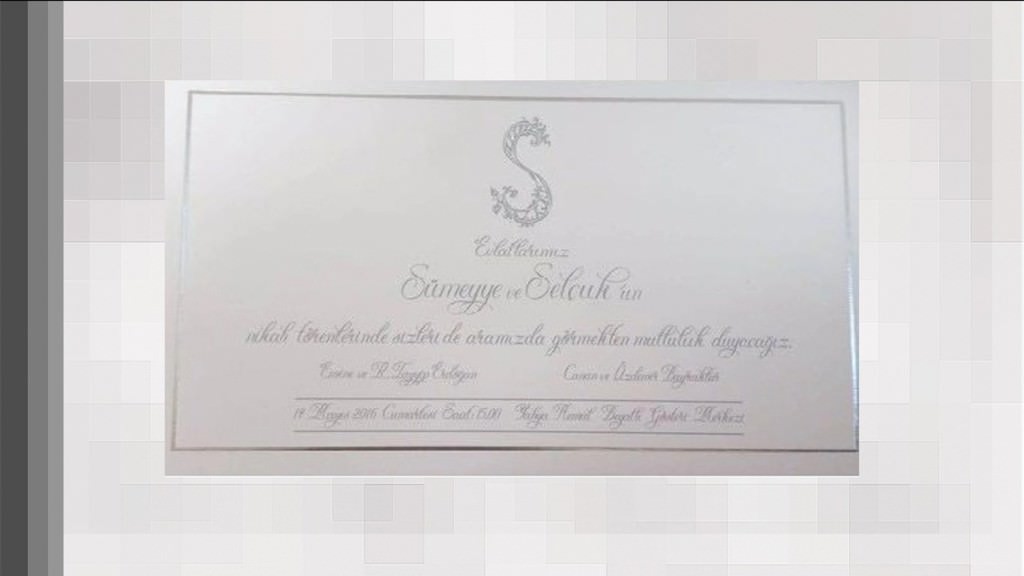 S
Evlatlarımız
Sümeyye ve Selçuk'un
nikah törenlerinde sizleri de aramızda görmekten mutluluk duyacağız.
Emine ve R. Tayyip Erdoğan Canan ve Özdemir Bayraktar
14 Mayıs 2016 Cumartesi Saat: 15.00 Yahya Kemal Beyatlı Gösteri Merkezi